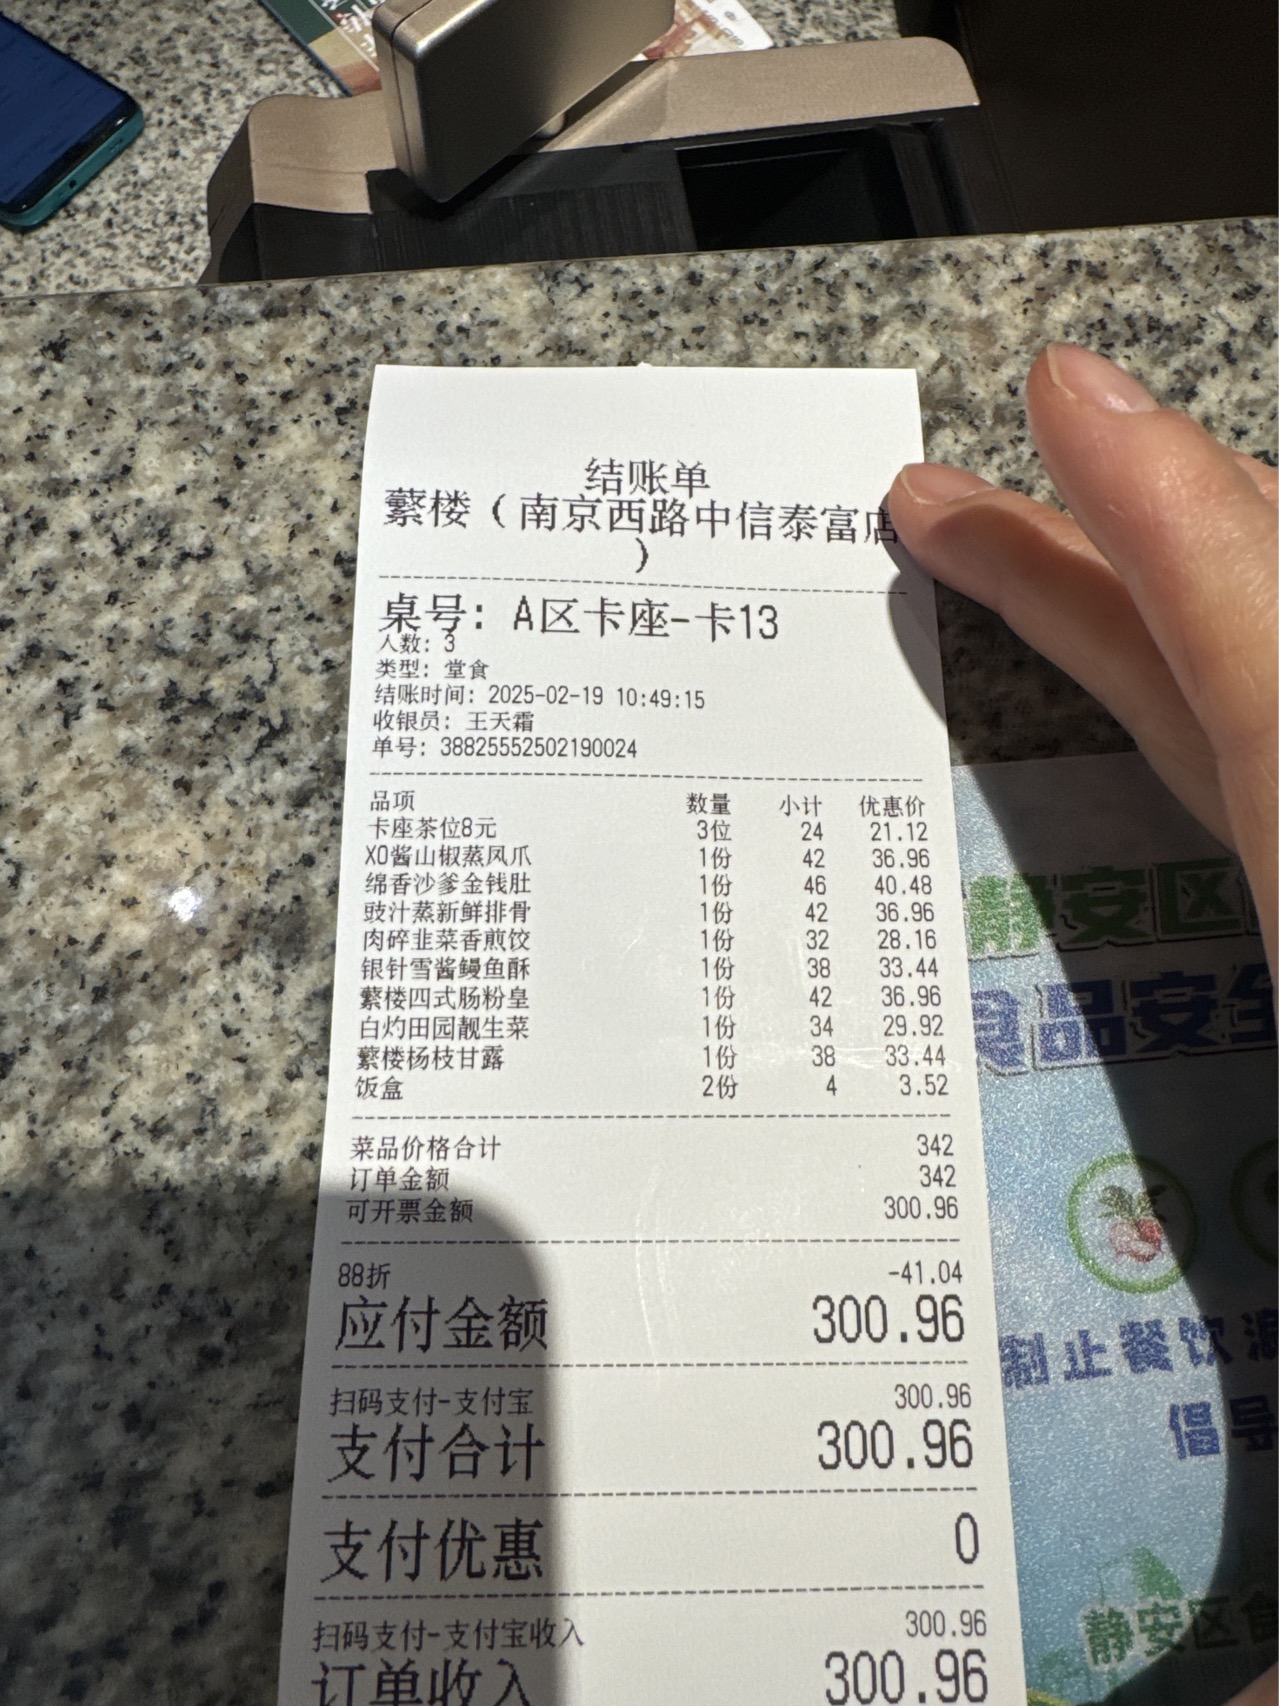 结账单
蘩楼（南京西路中信泰富店
）
桌号：A区卡座-卡13
人数：3
类型：堂食
结账时间：2025-02-19 10:49:15
收银员：王天霜
单号：38825552502190024
品项 数量 小计 优惠价
卡座茶位8元 3位 24 21.12
XO酱山椒蒸凤爪 1份 42 36.96
绵香沙爹金钱肚 1份 46 40.48
豉汁蒸新鲜排骨 1份 42 36.96
肉碎韭菜香煎饺 1份 32 28.16
银针雪酱鳗鱼酥 1份 38 33.44
蘩楼四式肠粉皇 1份 42 36.96
白灼田园靓生菜 1份 34 29.92
蘩楼杨枝甘露 1份 38 33.44
饭盒 2份 4 3.52
菜品价格合计 342
订单金额 342
可开票金额 300.96
88折 -41.04
应付金额 300.96
扫码支付-支付宝 300.96
支付合计 300.96
支付优惠 0
扫码支付-支付宝收入 300.96
订单收入 300.96
静安区
食品安全
制止餐饮
倡导
静安区食